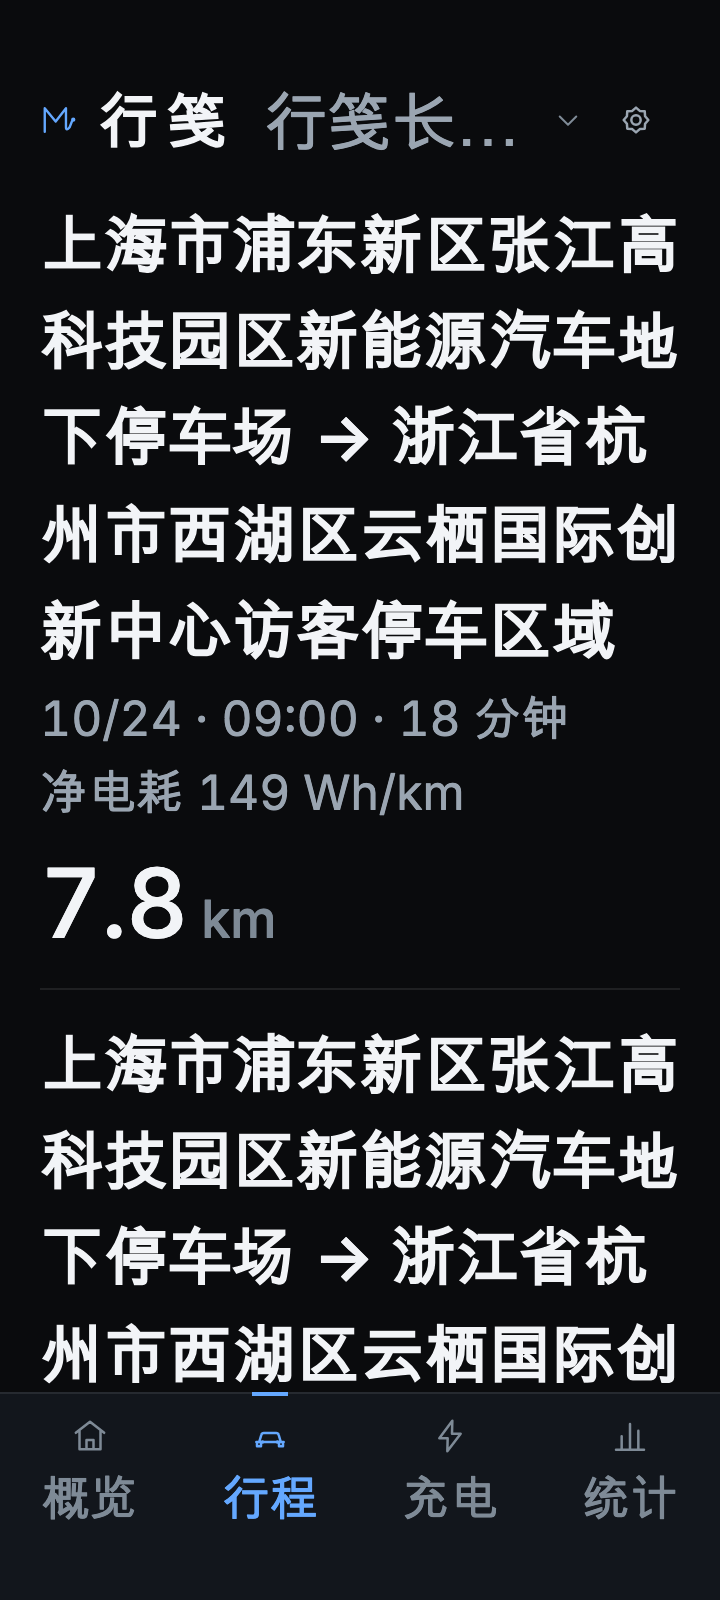 行笺 行笺长...
上海市浦东新区张江高
科技园区新能源汽车地
下停车场 → 浙江省杭
州市西湖区云栖国际创
新中心访客停车区域
10/24 · 09:00 · 18 分钟
净电耗 149 Wh/km
7.8 km
上海市浦东新区张江高
科技园区新能源汽车地
下停车场 → 浙江省杭
州市西湖区云栖国际创
概览 行程 充电 统计